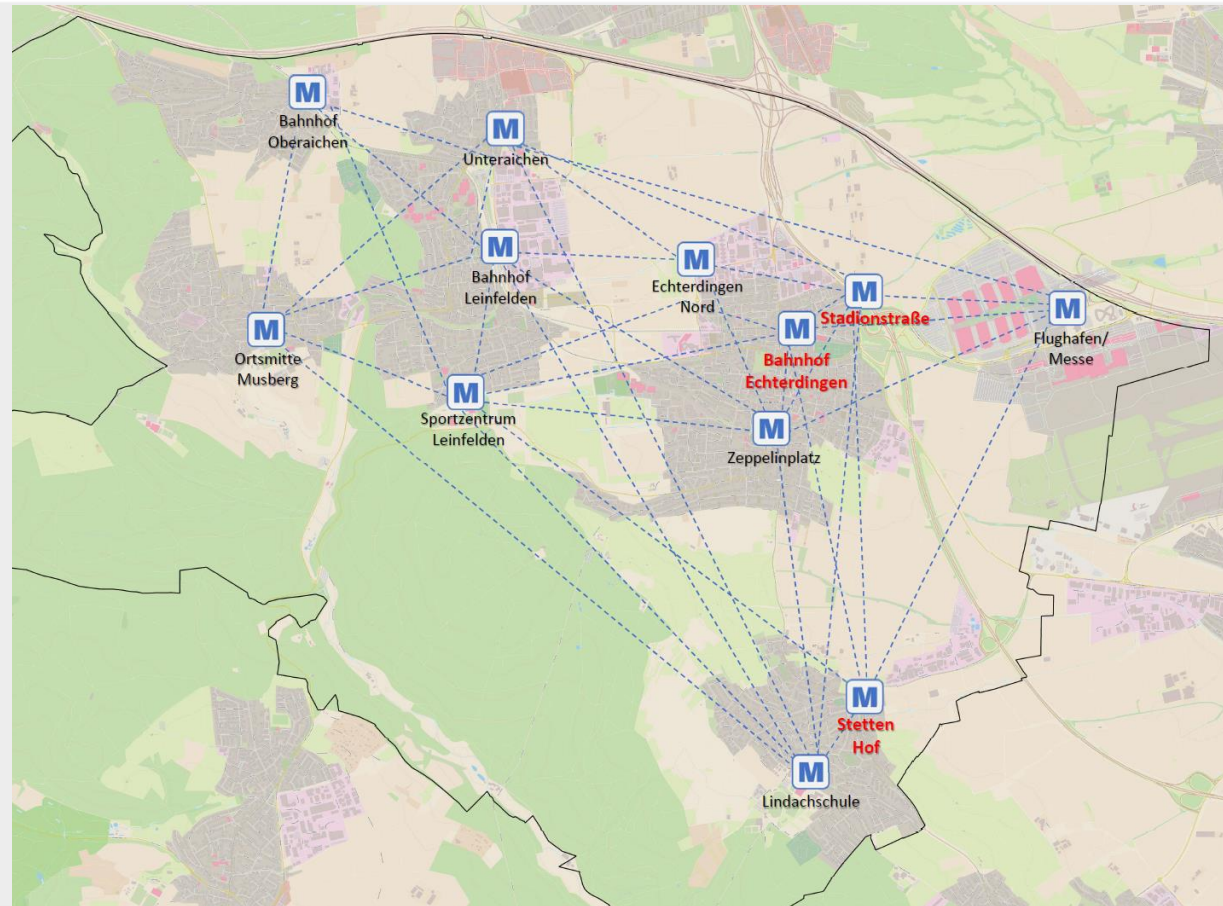 M
Bahnhof
Oberaichen
M
Unteraichen
M
Bahnhof
Leinfelden
M
Echterdingen
Nord
M
Stadionstraße
M
Flughafen/
Messe
M
Ortsmitte
Musberg
M
Bahnhof
Echterdingen
M
Sportzentrum
Leinfelden
M
Zeppelinplatz
M
Stetten
Hof
M
Lindachschule